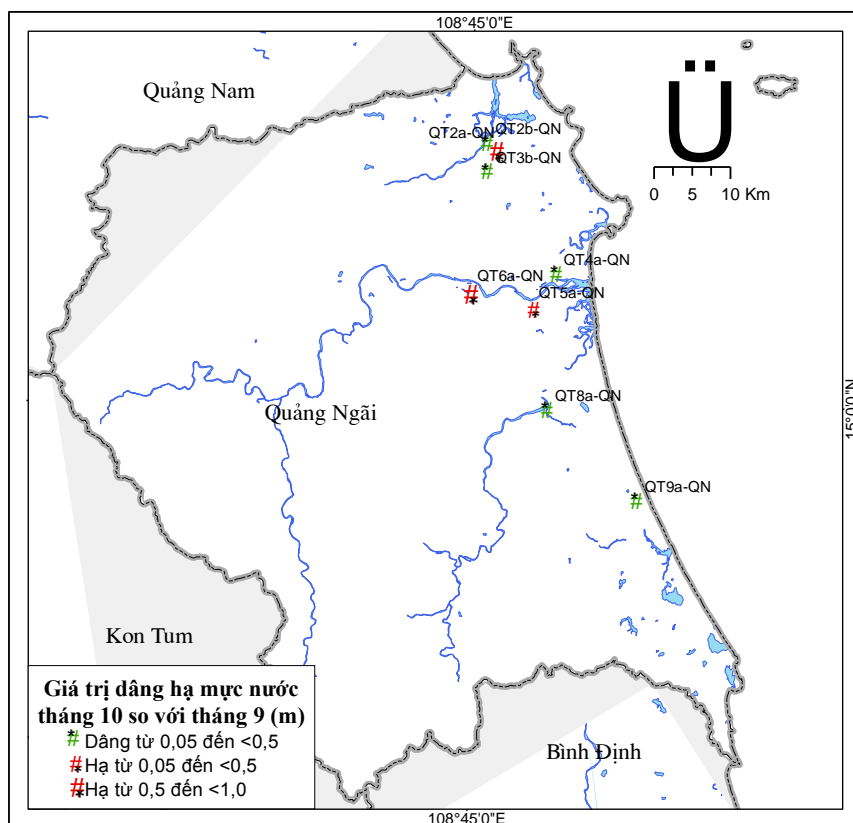 108°45'0"E
Quảng Nam
Ü
QT2a-QN
QT2b-QN
QT3b-QN
0 5 10 Km
QT4a-QN
QT6a-QN
QT5a-QN
QT8a-QN
Quảng Ngãi
15°0'0"N
QT9a-QN
Kon Tum
Bình Định
Giá trị dâng hạ mực nước
tháng 10 so với tháng 9 (m)
# Dâng từ 0,05 đến <0,5
# Hạ từ 0,05 đến <0,5
# Hạ từ 0,5 đến <1,0
108°45'0"E